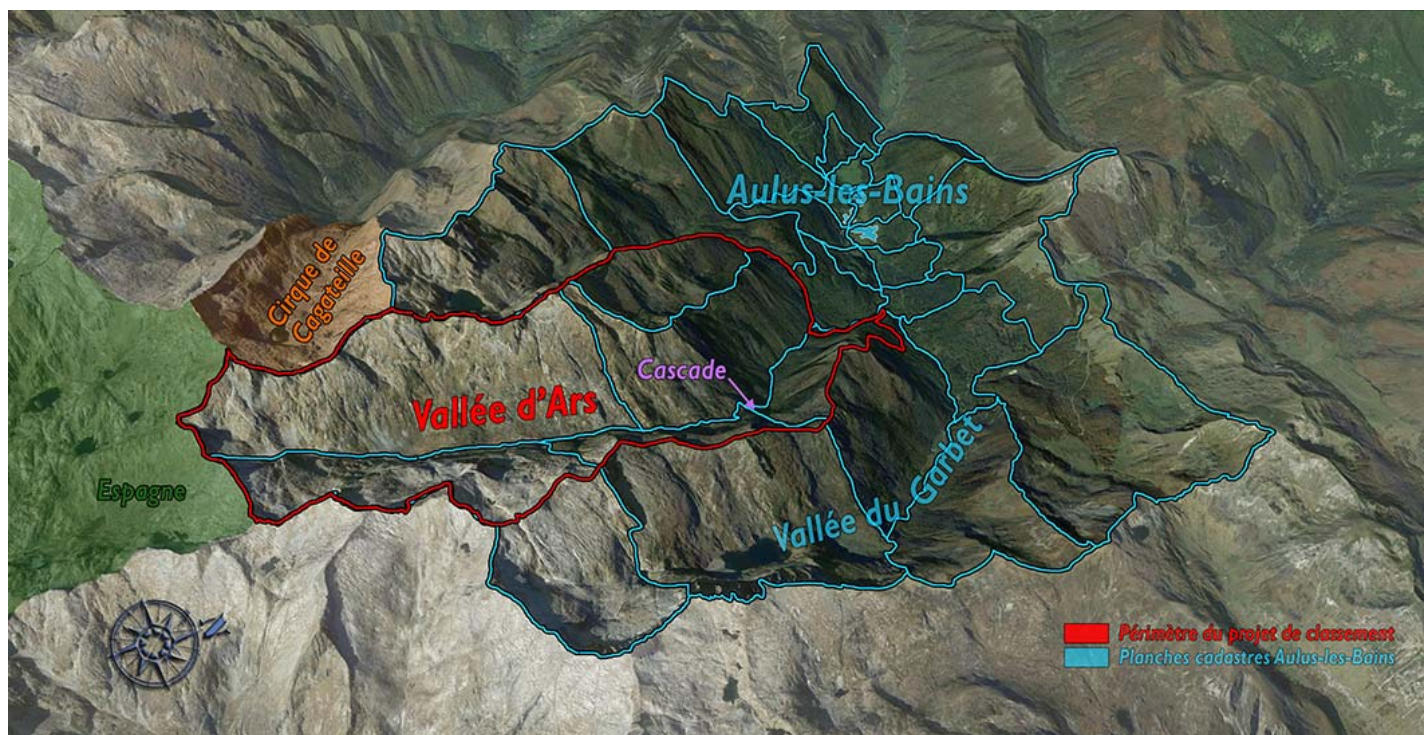 Aulus-les-Bains
Cirque de
Cagateille
Cascade
Vallée d'Ars
Espagne
Vallée du Garbet
Périmètre du projet de classement
Planches cadastres Aulus-les-Bains